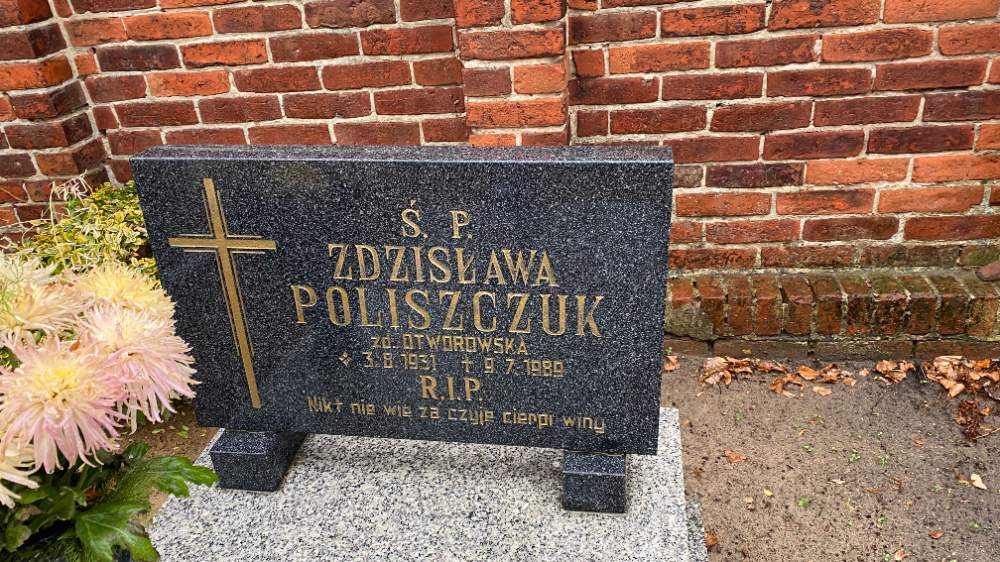 Ś. P.
ZDZISŁAWA
POLISZCZUK
zd. OTWOROWSKA
3.8 1931 + 9.7.1989
R.I.P.
Nikt nie wie za czyje cierpi winy